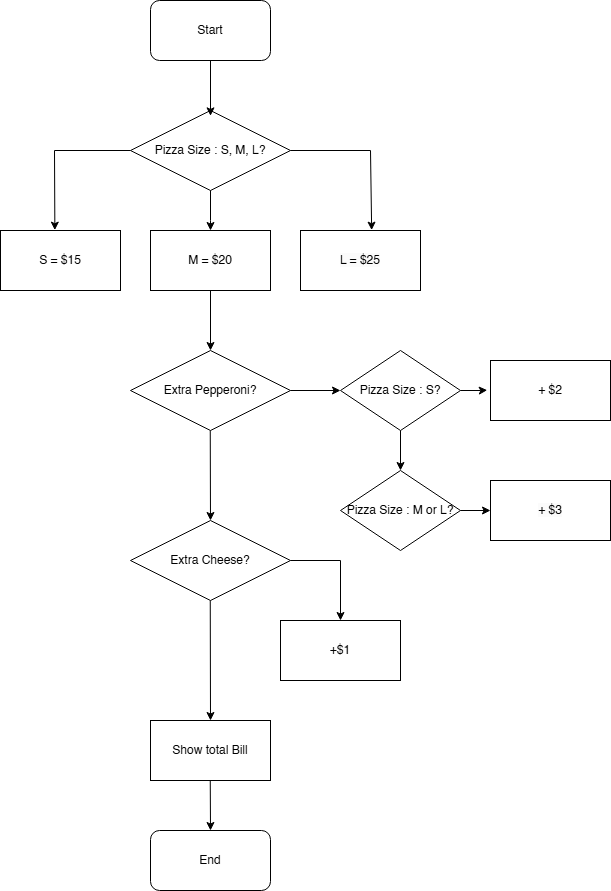 Start
Pizza Size : S, M, L?
S = $15
M = $20
L = $25
Extra Pepperoni?
Pizza Size : S?
+ $2
Pizza Size : M or L?
+ $3
Extra Cheese?
+$1
Show total Bill
End